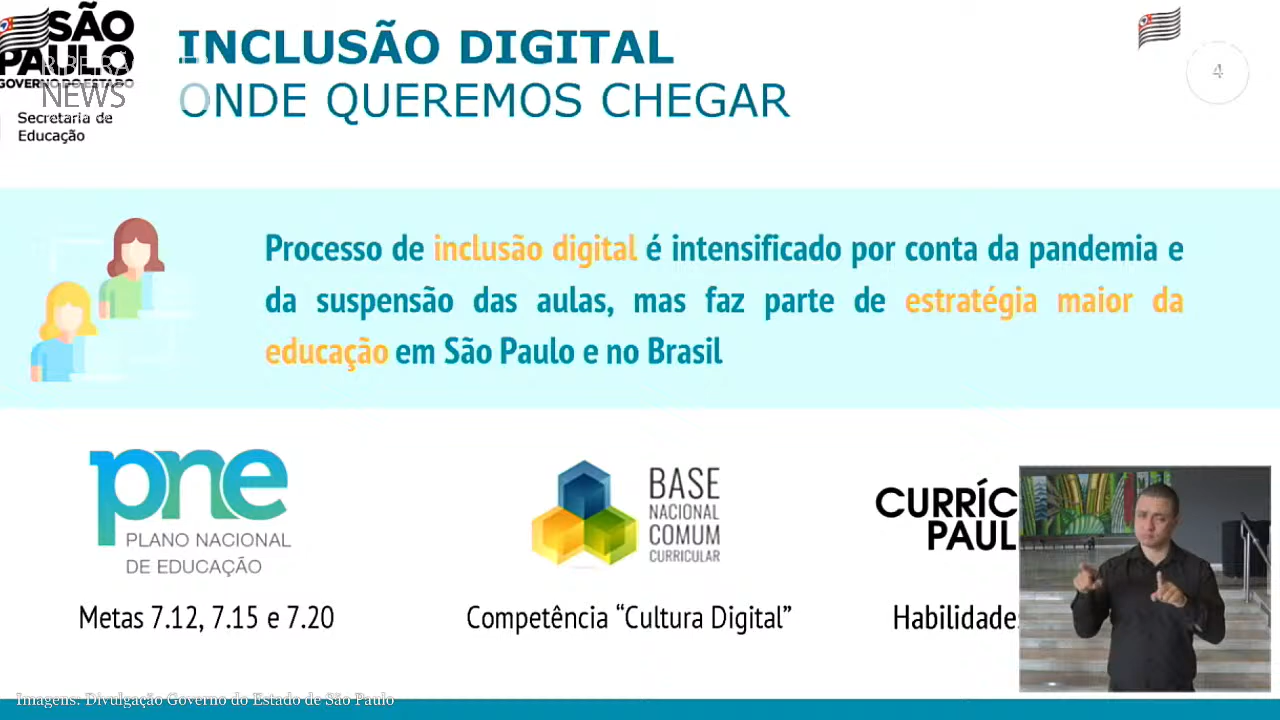 SÃO
PAULO
GOVERNO DO ESTADO
Secretaria de
Educação
NEWS
INCLUSÃO DIGITAL
ONDE QUEREMOS CHEGAR
4
Processo de inclusão digital é intensificado por conta da pandemia e
da suspensão das aulas, mas faz parte de estratégia maior da
educação em São Paulo e no Brasil
pne
PLANO NACIONAL
DE EDUCAÇÃO
Metas 7.12, 7.15 e 7.20
BASE
NACIONAL
COMUM
CURRICULAR
Competência “Cultura Digital”
CURRÍC
PAUL
Habilidades
Imagens: Divulgação Governo do Estado de São Paulo